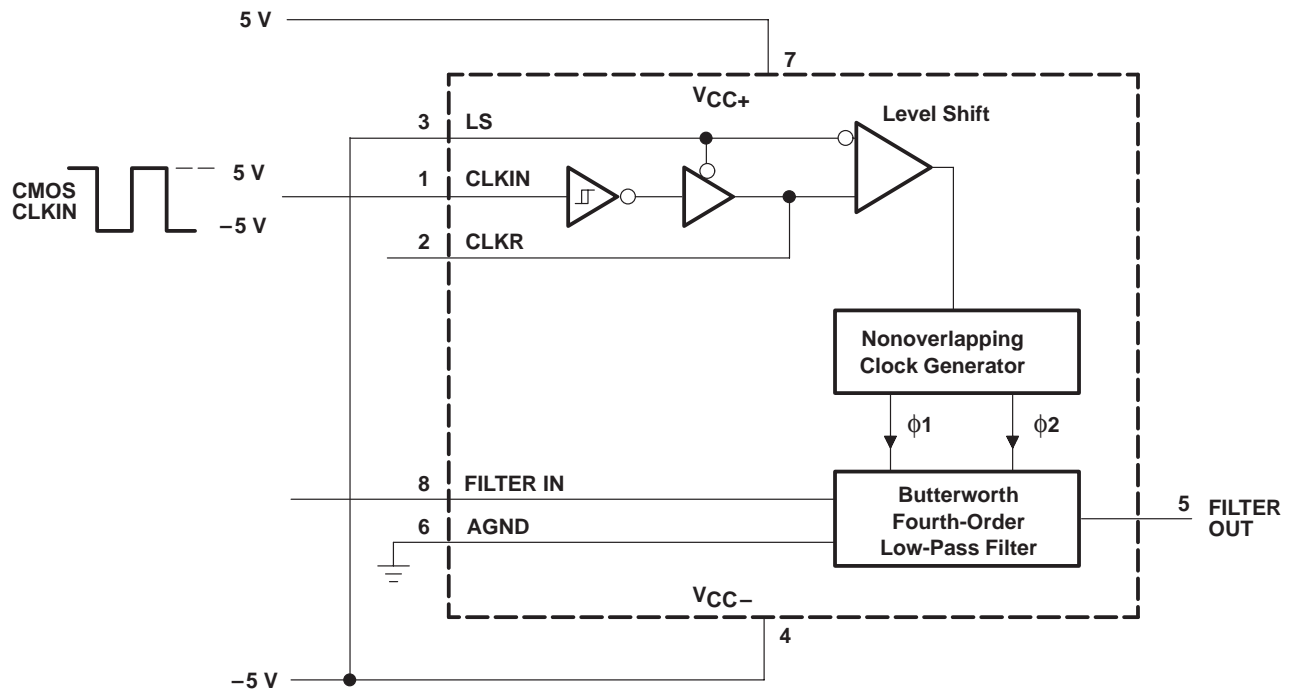 5 V
7
VCC+
3 LS
Level Shift
5 V
CMOS
CLKIN
1 CLKIN
–5 V
2 CLKR
Nonoverlapping
Clock Generator
ϕ1
ϕ2
8 FILTER IN
Butterworth
Fourth-Order
Low-Pass Filter
5 FILTER
OUT
6 AGND
VCC–
4
–5 V